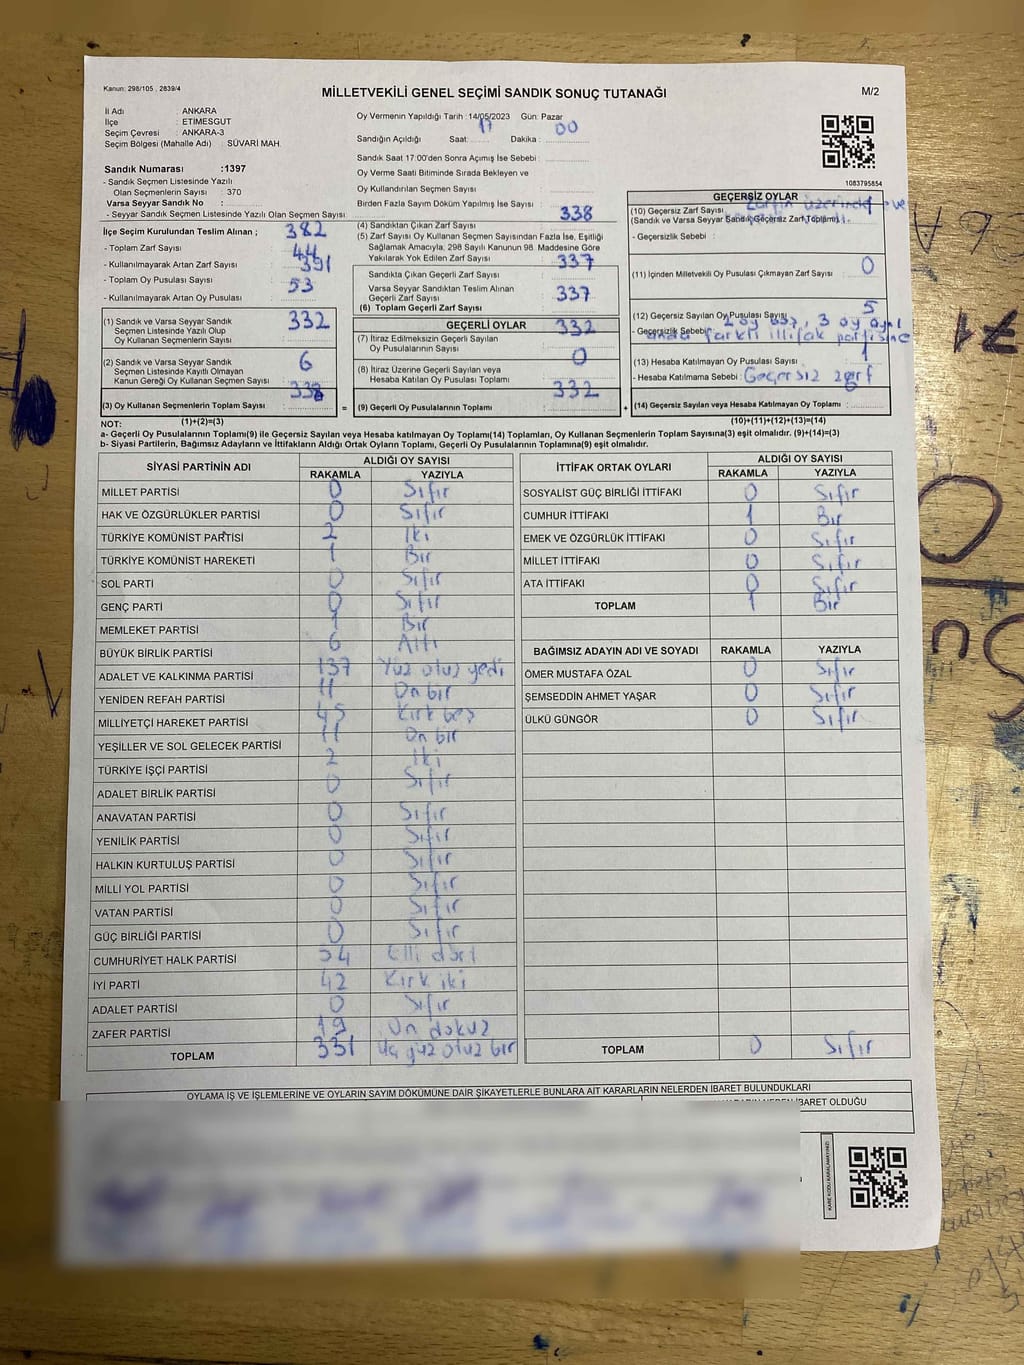 Kanun: 298/105 , 2839/4
MİLLETVEKİLİ GENEL SEÇİMİ SANDIK SONUÇ TUTANAĞI
M/2
İl Adı : ANKARA
İlçe : ETİMESGUT
Seçim Çevresi : ANKARA-3
Seçim Bölgesi (Mahalle Adı) : SÜVARİ MAH.
Sandık Numarası :1397
- Sandık Seçmen Listesinde Yazılı
Olan Seçmenlerin Sayısı : 370
Varsa Seyyar Sandık No :
- Seyyar Sandık Seçmen Listesinde Yazılı Olan Seçmen Sayısı
Oy Vermenin Yapıldığı Tarih : 14/05/2023 Gün: Pazar
Sandığın Açıldığı Saat: 17 Dakika : 00
Sandık Saat 17:00'den Sonra Açımış İse Sebebi :
Oy Verme Saati Bitiminde Sırada Bekleyen ve
Oy Kullandırılan Seçmen Sayısı :
Birden Fazla Sayım Döküm Yapılmış İse Sayısı :
1083795854
İlçe Seçim Kurulundan Teslim Alınan ;
- Toplam Zarf Sayısı : 382
- Kullanılmayarak Artan Zarf Sayısı : 44
- Toplam Oy Pusulası Sayısı : 391
- Kullanılmayarak Artan Oy Pusulası : 53
(1) Sandık ve Varsa Seyyar Sandık
Seçmen Listesinde Yazılı Olup
Oy Kullanan Seçmenlerin Sayısı : 332
(2) Sandık ve Varsa Seyyar Sandık
Seçmen Listesinde Kayıtlı Olmayan
Kanun Gereği Oy Kullanan Seçmen Sayısı : 6
(3) Oy Kullanan Seçmenlerin Toplam Sayısı : 338
(4) Sandıktan Çıkan Zarf Sayısı : 338
(5) Zarf Sayısı Oy Kullanan Seçmen Sayısından Fazla İse, Eşitliği
Sağlamak Amacıyla, 298 Sayılı Kanunun 98. Maddesine Göre
Yakılarak Yok Edilen Zarf Sayısı :
Sandıkta Çıkan Geçerli Zarf Sayısı : 337
Varsa Seyyar Sandıktan Teslim Alınan
Geçerli Zarf Sayısı :
(6) Toplam Geçerli Zarf Sayısı : 337
GEÇERLİ OYLAR
(7) İtiraz Edilmeksizin Geçerli Sayılan
Oy Pusulalarının Sayısı : 332
(8) İtiraz Üzerine Geçerli Sayılan veya
Hesaba Katılan Oy Pusulası Toplamı : 0
= (9) Geçerli Oy Pusulalarının Toplamı : 332
GEÇERSİZ OYLAR
(10) Geçersiz Zarf Sayısı : 1
(Sandık ve Varsa Seyyar Sandık Geçersiz Zarf Toplamı)
- Geçersizlik Sebebi : Zarfın üzerinde
(11) İçinden Milletvekili Oy Pusulası Çıkmayan Zarf Sayısı : 0
(12) Geçersiz Sayılan Oy Pusulası Sayısı : 5
- Geçersizlik Sebebi : 2 oy boş, 3 oy aynı
anda farklı illifak partisine
(13) Hesaba Katılmayan Oy Pusulası Sayısı : 1
- Hesaba Katılmama Sebebi : Geçersiz zarf
+ (14) Geçersiz Sayılan veya Hesaba Katılmayan Oy Toplamı :
NOT: (1)+(2)=(3) (10)+(11)+(12)+(13)=(14)
a- Geçerli Oy Pusulalarının Toplamı(9) ile Geçersiz Sayılan veya Hesaba katılmayan Oy Toplamı(14) Toplamları, Oy Kullanan Seçmenlerin Toplam Sayısına(3) eşit olmalıdır. (9)+(14)=(3)
b- Siyasi Partilerin, Bağımsız Adayların ve İttifakların Aldığı Ortak Oyların Toplamı, Geçerli Oy Pusulalarının Toplamına(9) eşit olmalıdır.
SİYASİ PARTİNİN ADI ALDIĞI OY SAYISI
RAKAMLA YAZIYLA
MİLLET PARTİSİ 0 Sıfır
HAK VE ÖZGÜRLÜKLER PARTİSİ 0 Sıfır
TÜRKİYE KOMÜNİST PARTİSİ 2 İki
TÜRKİYE KOMÜNİST HAREKETİ 1 Bir
SOL PARTİ 0 Sıfır
GENÇ PARTİ 0 Sıfır
MEMLEKET PARTİSİ 1 Bir
BÜYÜK BİRLİK PARTİSİ 6 Altı
ADALET VE KALKINMA PARTİSİ 137 Yüz otuz yedi
YENİDEN REFAH PARTİSİ 11 On bir
MİLLİYETÇİ HAREKET PARTİSİ 45 Kırk beş
YEŞİLLER VE SOL GELECEK PARTİSİ 11 On bir
TÜRKİYE İŞÇİ PARTİSİ 2 İki
ADALET BİRLİK PARTİSİ 0 Sıfır
ANAVATAN PARTİSİ 0 Sıfır
YENİLİK PARTİSİ 0 Sıfır
HALKIN KURTULUŞ PARTİSİ 0 Sıfır
MİLLİ YOL PARTİSİ 0 Sıfır
VATAN PARTİSİ 0 Sıfır
GÜÇ BİRLİĞİ PARTİSİ 0 Sıfır
CUMHURİYET HALK PARTİSİ 54 Elli dört
İYİ PARTİ 42 Kırk iki
ADALET PARTİSİ 0 Sıfır
ZAFER PARTİSİ 19 On dokuz
TOPLAM 331 Üç yüz otuz bir
İTTİFAK ORTAK OYLARI ALDIĞI OY SAYISI
RAKAMLA YAZIYLA
SOSYALİST GÜÇ BİRLİĞİ İTTİFAKI 0 Sıfır
CUMHUR İTTİFAKI 1 Bir
EMEK VE ÖZGÜRLÜK İTTİFAKI 0 Sıfır
MİLLET İTTİFAKI 0 Sıfır
ATA İTTİFAKI 0 Sıfır
TOPLAM 1 Bir
BAĞIMSIZ ADAYIN ADI VE SOYADI RAKAMLA YAZIYLA
ÖMER MUSTAFA ÖZAL 0 Sıfır
ŞEMSEDDİN AHMET YAŞAR 0 Sıfır
ÜLKÜ GÜNGÖR 0 Sıfır
TOPLAM 0 Sıfır
OYLAMA İŞ VE İŞLEMLERİNE VE OYLARIN SAYIM DÖKÜMÜNE DAİR ŞİKAYETLERLE BUNLARA AİT KARARLARIN NELERDEN İBARET BULUNDUKLARI
NEDEN İBARET OLDUĞU
KARE KODU KARALAMAYINIZ!